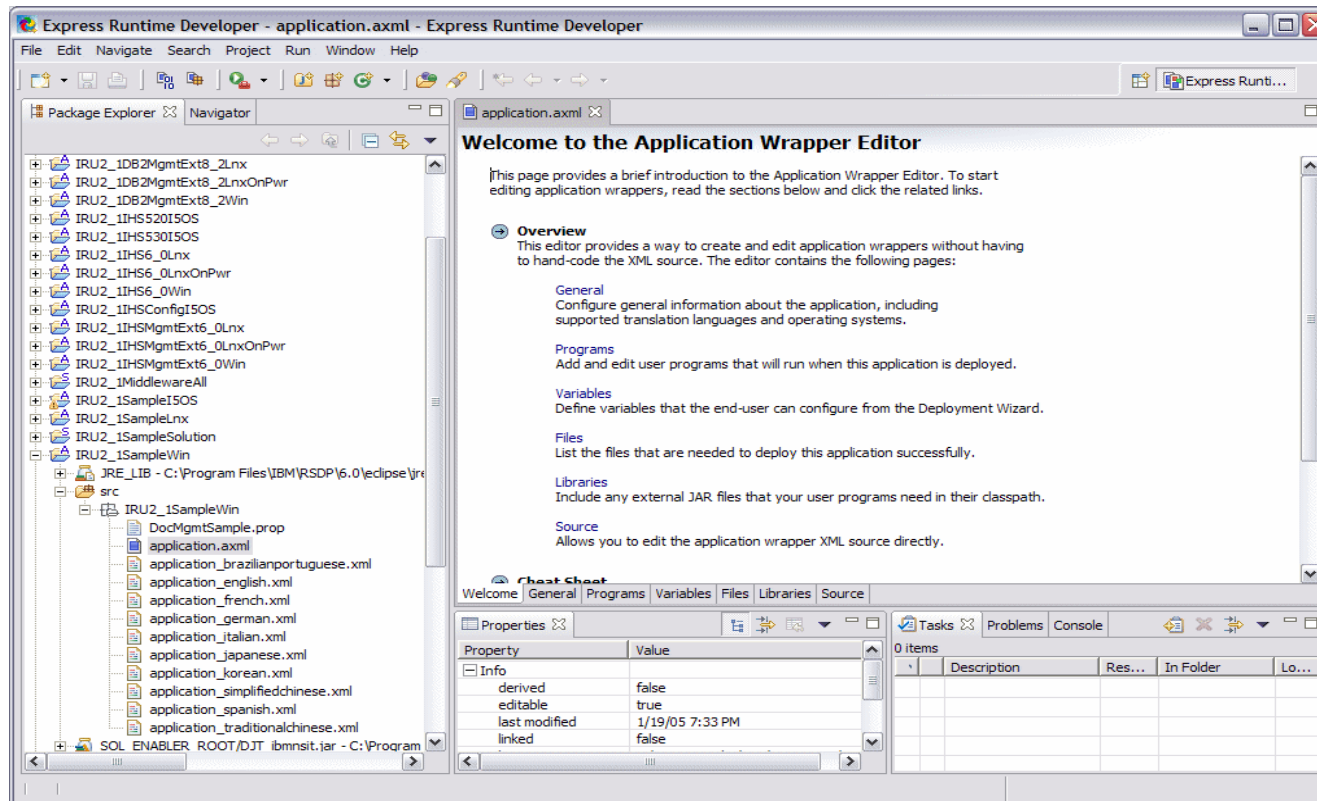 Express Runtime Developer - application.axml - Express Runtime Developer
File Edit Navigate Search Project Run Window Help
Express Runti...
Package Explorer Navigator
IRU2_1DB2MgmtExt8_2Lnx
IRU2_1DB2MgmtExt8_2LnxOnPwr
IRU2_1DB2MgmtExt8_2Win
IRU2_1IHS520I5OS
IRU2_1IHS530I5OS
IRU2_1IHS6_0Lnx
IRU2_1IHS6_0LnxOnPwr
IRU2_1IHS6_0Win
IRU2_1IHSConfigI5OS
IRU2_1IHSMgmtExt6_0Lnx
IRU2_1IHSMgmtExt6_0LnxOnPwr
IRU2_1IHSMgmtExt6_0Win
IRU2_1MiddlewareAll
IRU2_1SampleI5OS
IRU2_1SampleLnx
IRU2_1SampleSolution
IRU2_1SampleWin
JRE_LIB - C:\Program Files\IBM\RSDP\6.0\eclipse\jre
src
IRU2_1SampleWin
DocMgmtSample.prop
application.axml
application_brazilianportuguese.xml
application_english.xml
application_french.xml
application_german.xml
application_italian.xml
application_japanese.xml
application_korean.xml
application_simplifiedchinese.xml
application_spanish.xml
application_traditionalchinese.xml
SOL_ENABLER_ROOT/DJT_ibmnsit.jar - C:\Program
application.axml
Welcome to the Application Wrapper Editor
This page provides a brief introduction to the Application Wrapper Editor. To start
editing application wrappers, read the sections below and click the related links.
Overview
This editor provides a way to create and edit application wrappers without having
to hand-code the XML source. The editor contains the following pages:
General
Configure general information about the application, including
supported translation languages and operating systems.
Programs
Add and edit user programs that will run when this application is deployed.
Variables
Define variables that the end-user can configure from the Deployment Wizard.
Files
List the files that are needed to deploy this application successfully.
Libraries
Include any external JAR files that your user programs need in their classpath.
Source
Allows you to edit the application wrapper XML source directly.
Cheat Sheet
Welcome General Programs Variables Files Libraries Source
Properties
Property Value
Info
derived false
editable true
last modified 1/19/05 7:33 PM
linked false
Tasks Problems Console
0 items
Description Res... In Folder Lo...